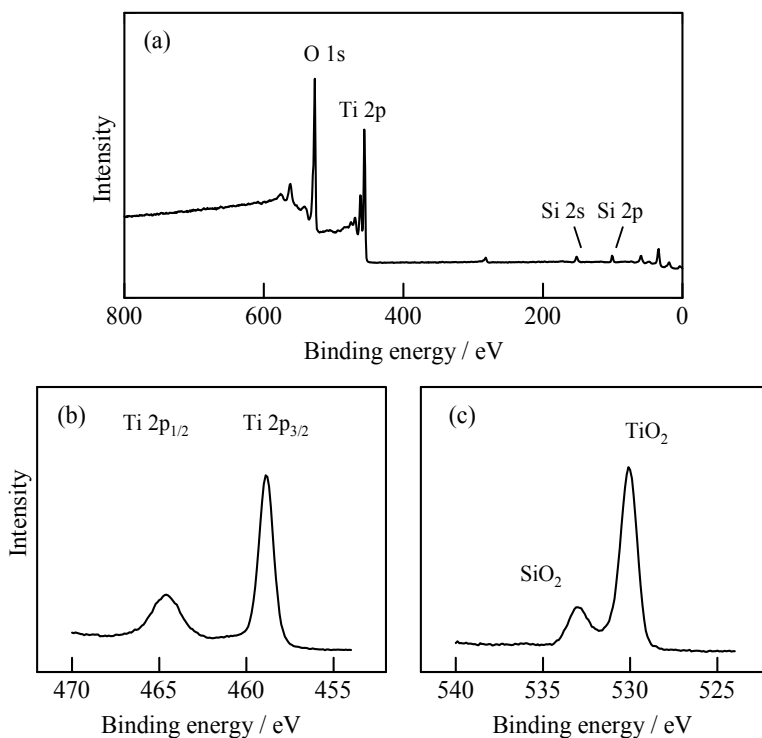 (a)
O 1s
Ti 2p
Si 2s Si 2p
Intensity
800 600 400 200 0
Binding energy / eV
(b)
Ti 2p1/2 Ti 2p3/2
Intensity
470 465 460 455
Binding energy / eV
(c)
TiO2
SiO2
540 535 530 525
Binding energy / eV